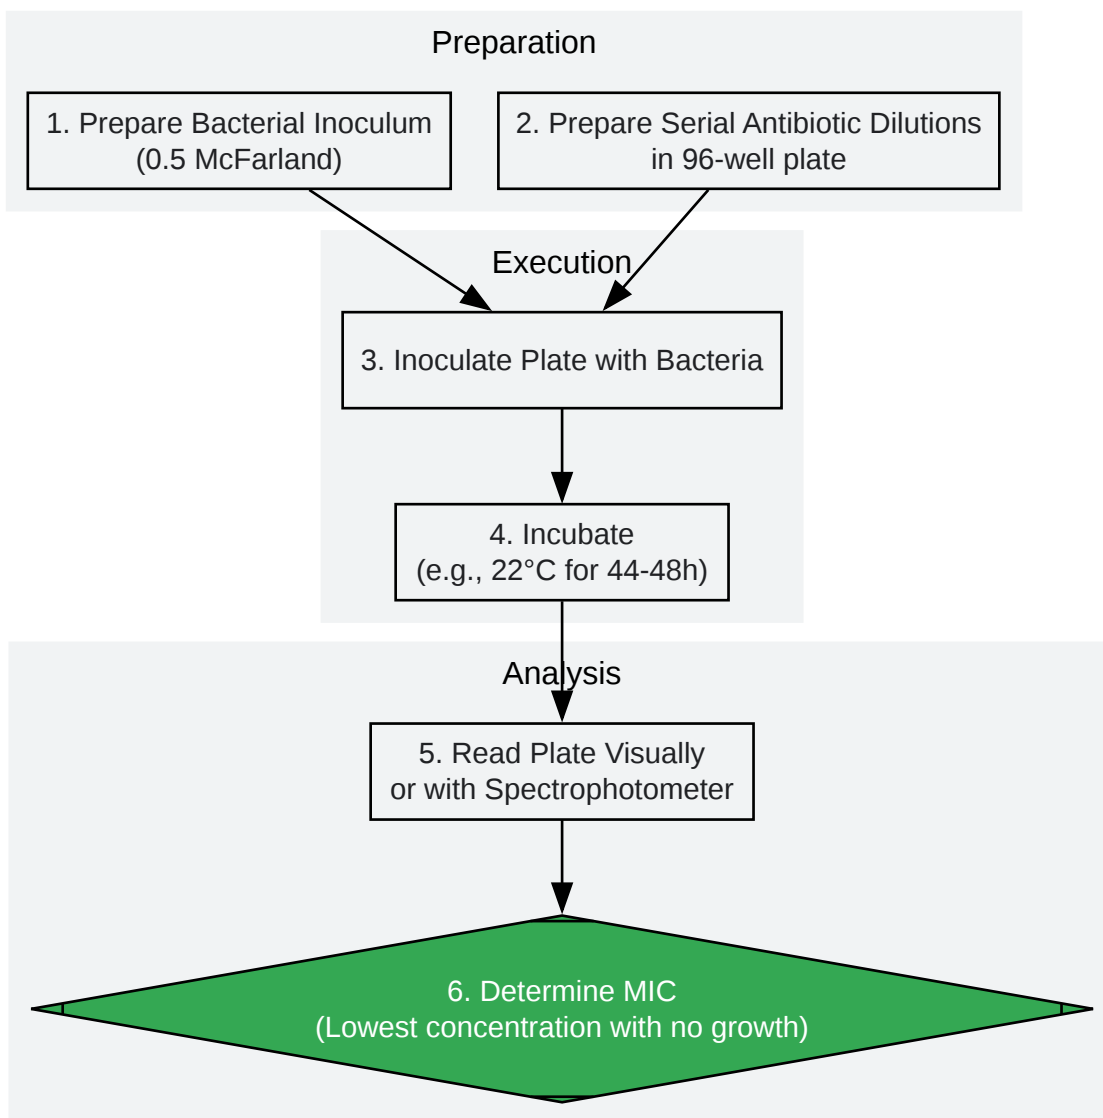 Preparation
1. Prepare Bacterial Inoculum
(0.5 McFarland)
2. Prepare Serial Antibiotic Dilutions
in 96-well plate
Execution
3. Inoculate Plate with Bacteria
4. Incubate
(e.g., 22°C for 44-48h)
Analysis
5. Read Plate Visually
or with Spectrophotometer
6. Determine MIC
(Lowest concentration with no growth)